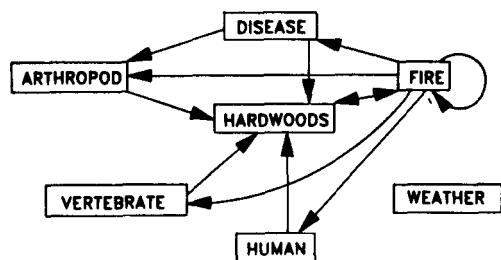 DISEASE
ARTHROPOD
FIRE
HARDWOODS
VERTEBRATE
WEATHER
HUMAN